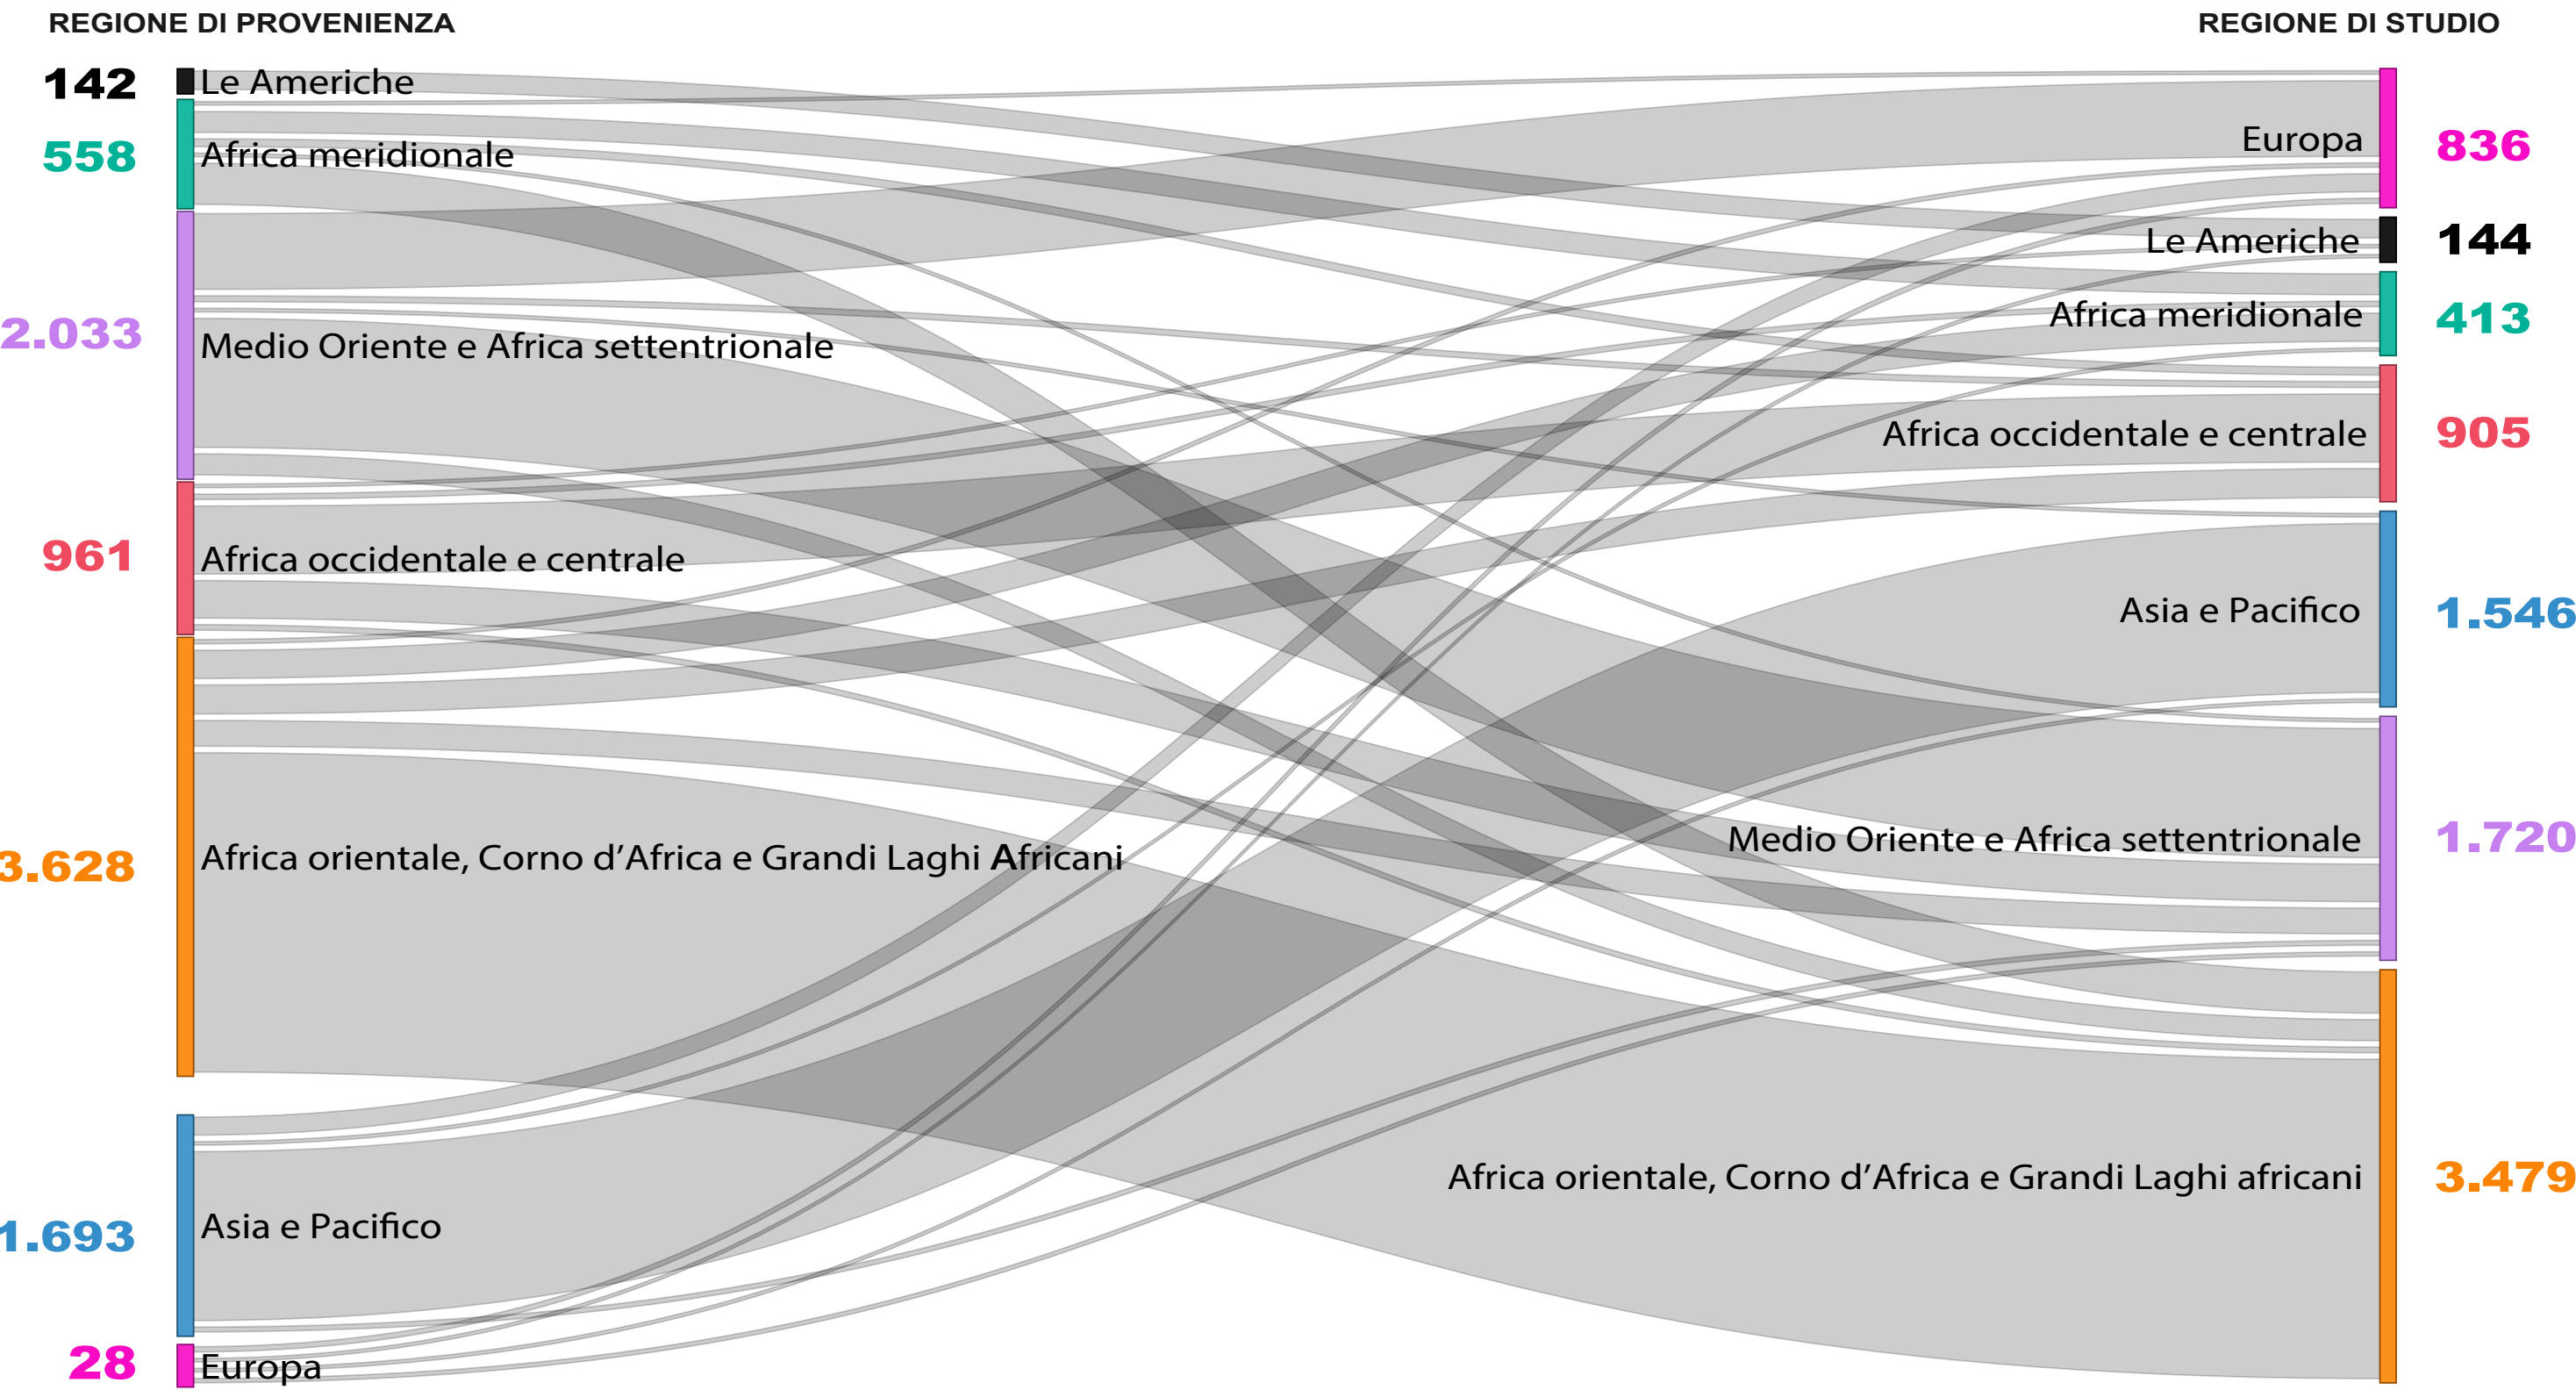 REGIONE DI PROVENIENZA
REGIONE DI STUDIO
142 Le Americhe
558 Africa meridionale
2.033 Medio Oriente e Africa settentrionale
961 Africa occidentale e centrale
3.628 Africa orientale, Corno d’Africa e Grandi Laghi Africani
1.693 Asia e Pacifico
28 Europa
Europa 836
Le Americhe 144
Africa meridionale 413
Africa occidentale e centrale 905
Asia e Pacifico 1.546
Medio Oriente e Africa settentrionale 1.720
Africa orientale, Corno d’Africa e Grandi Laghi africani 3.479